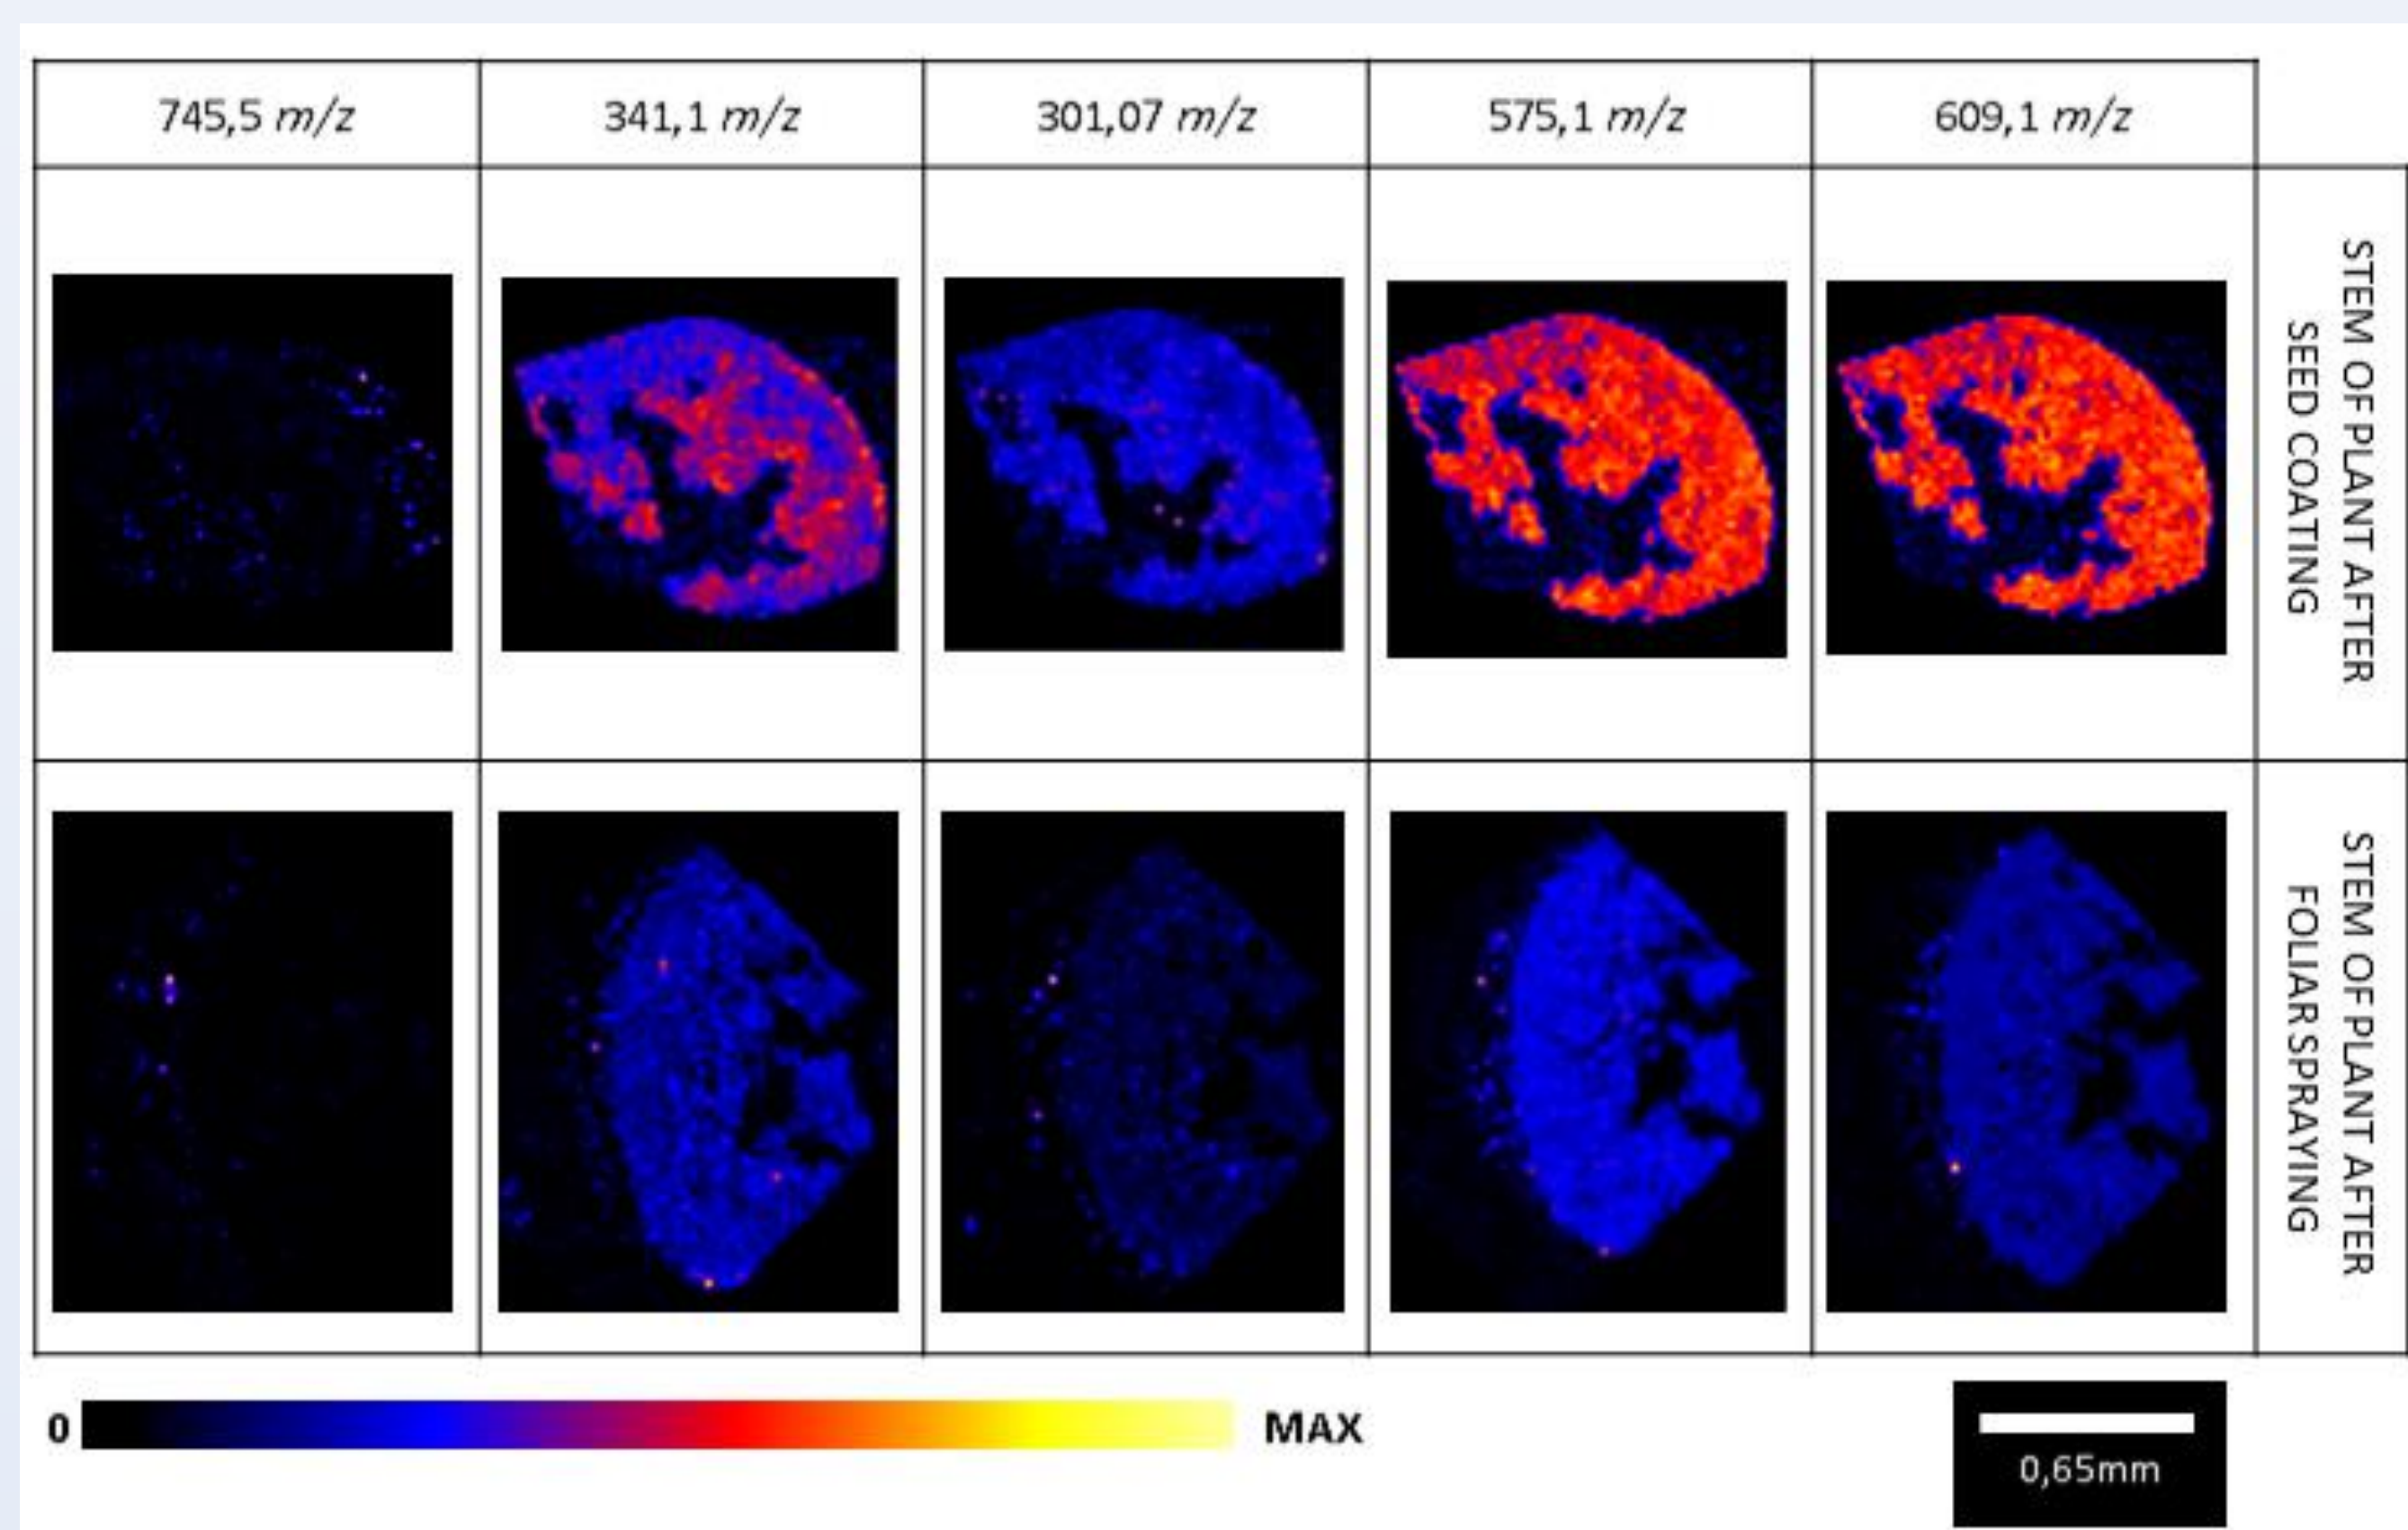 745,5 m/z
341,1 m/z
301,07 m/z
575,1 m/z
609,1 m/z
STEM OF PLANT AFTER
SEED COATING
STEM OF PLANT AFTER
FOLIAR SPRAYING
0
MAX
0,65mm